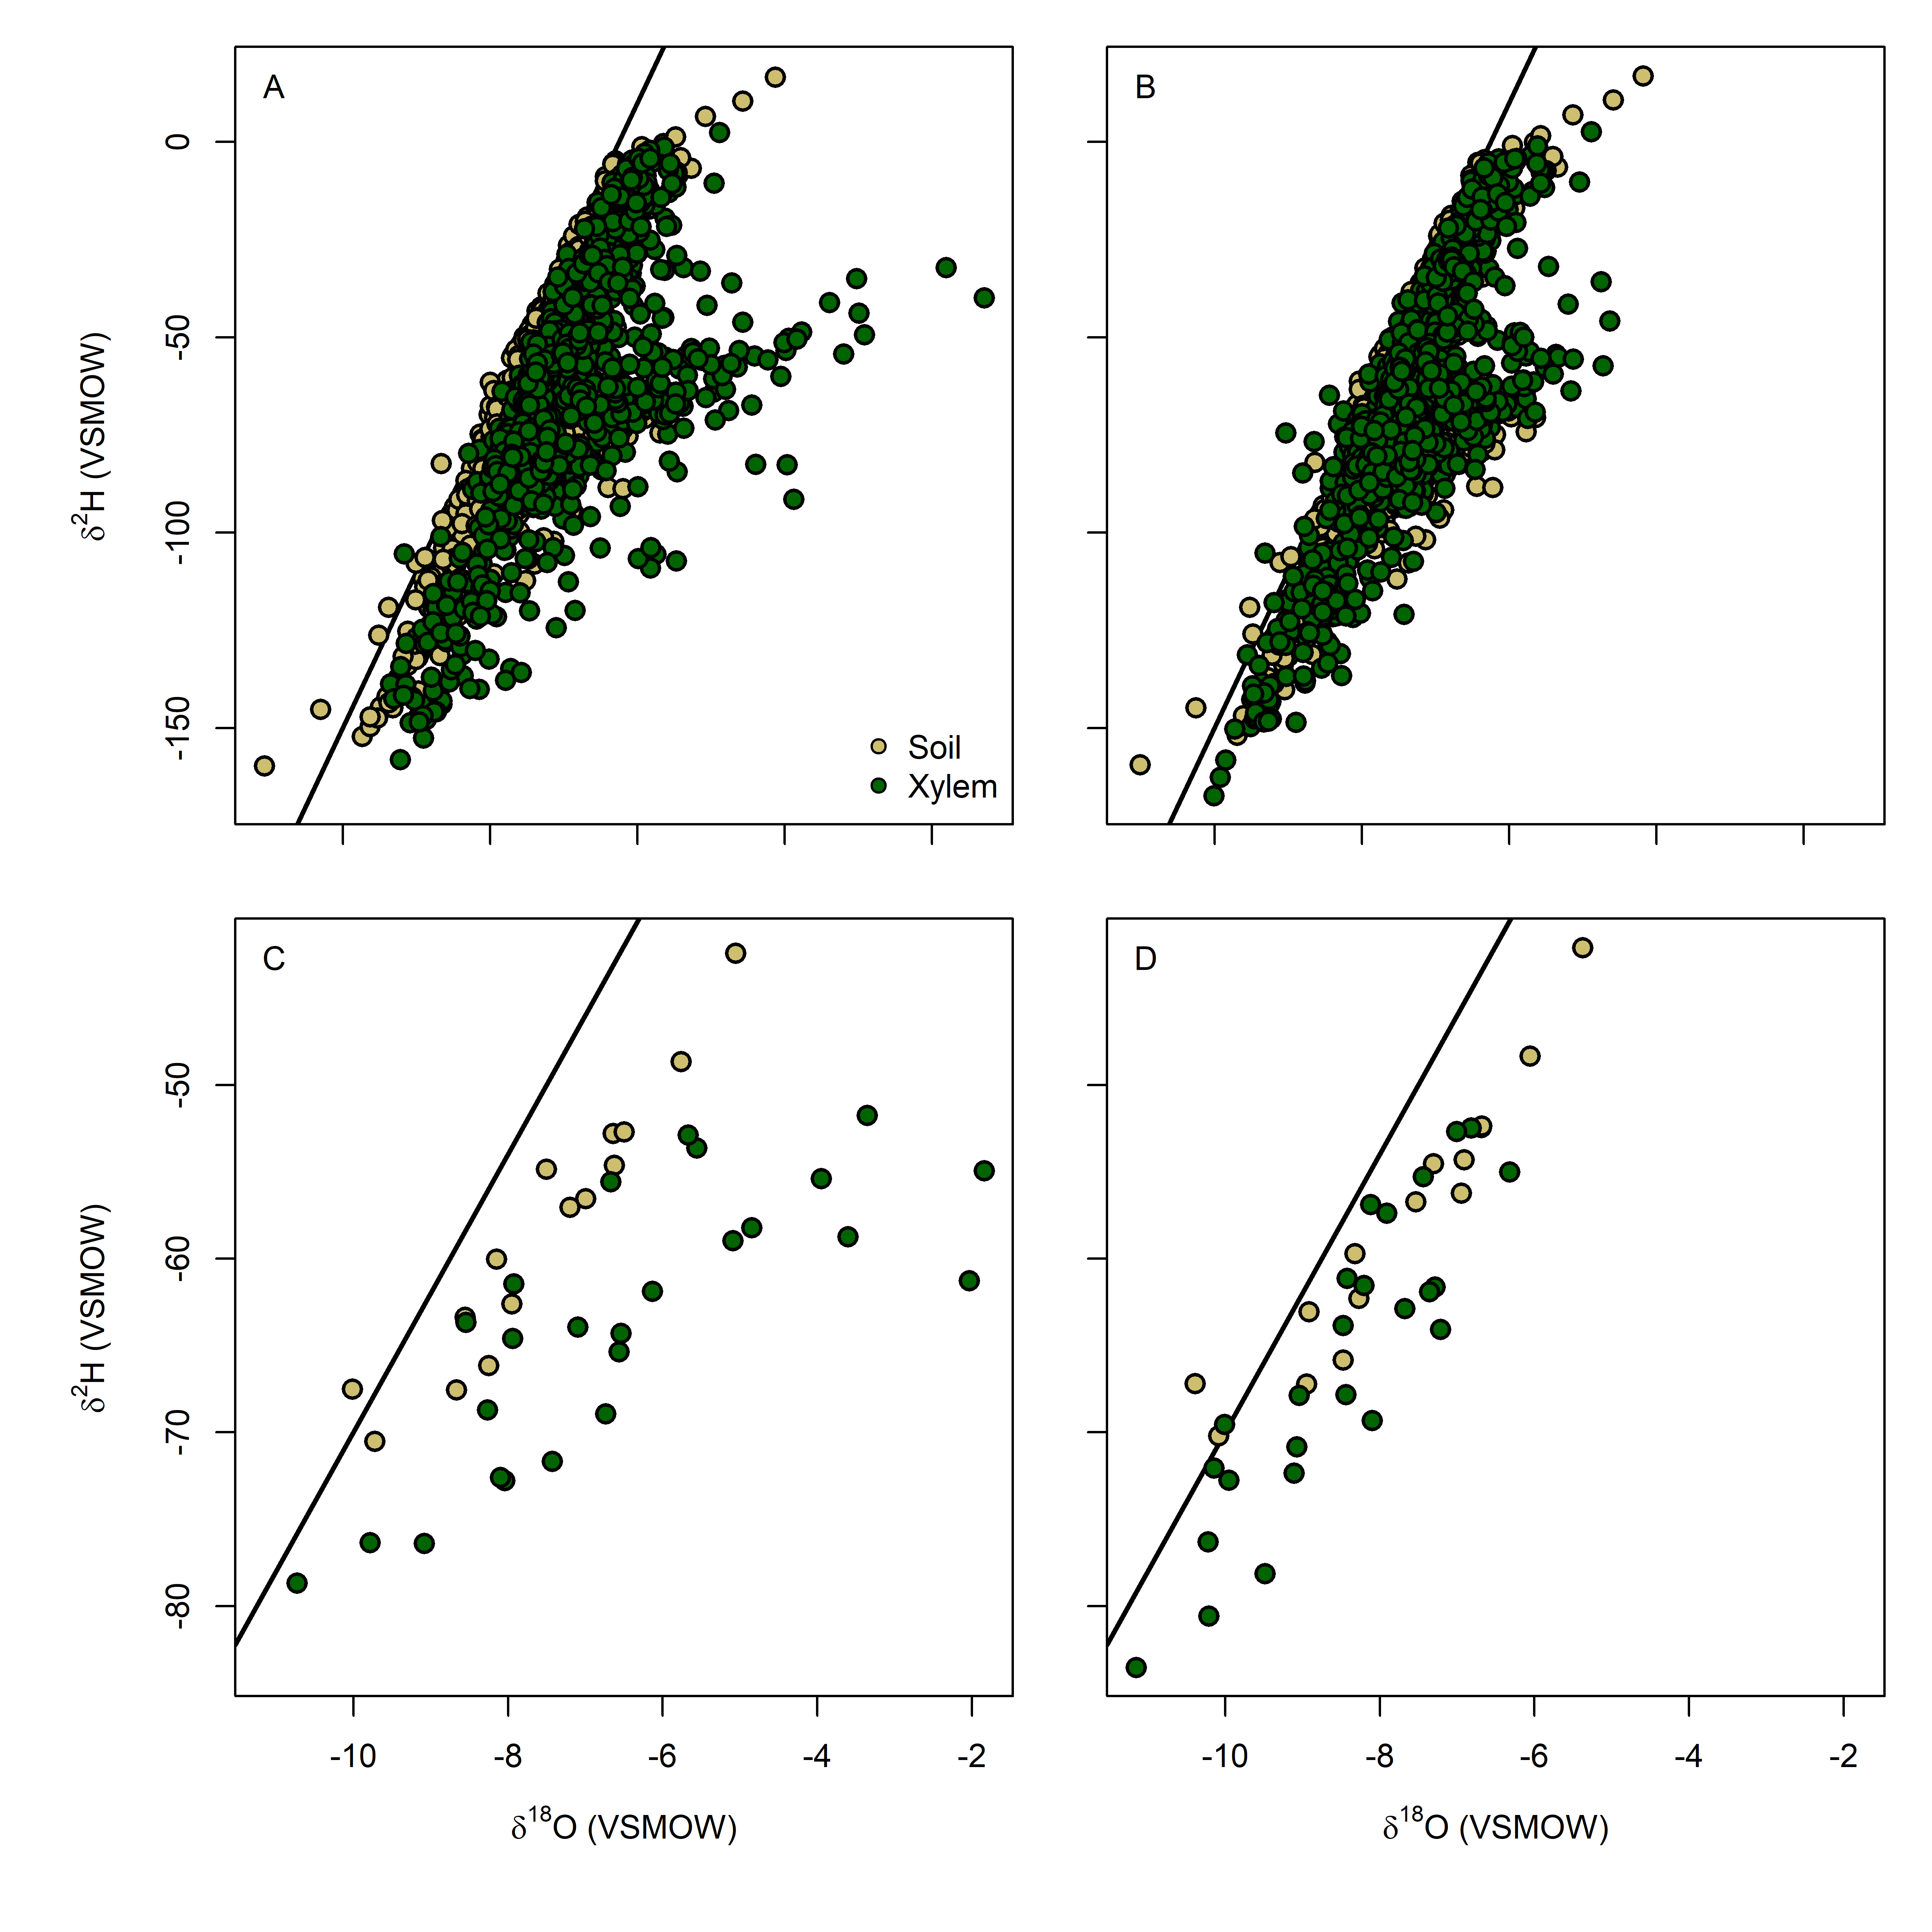 A
B
0
-50
-100
-150
δ²H (VSMOW)
Soil
Xylem
C
D
-50
-60
-70
-80
δ²H (VSMOW)
-10 -8 -6 -4 -2
-10 -8 -6 -4 -2
δ¹⁸O (VSMOW)
δ¹⁸O (VSMOW)